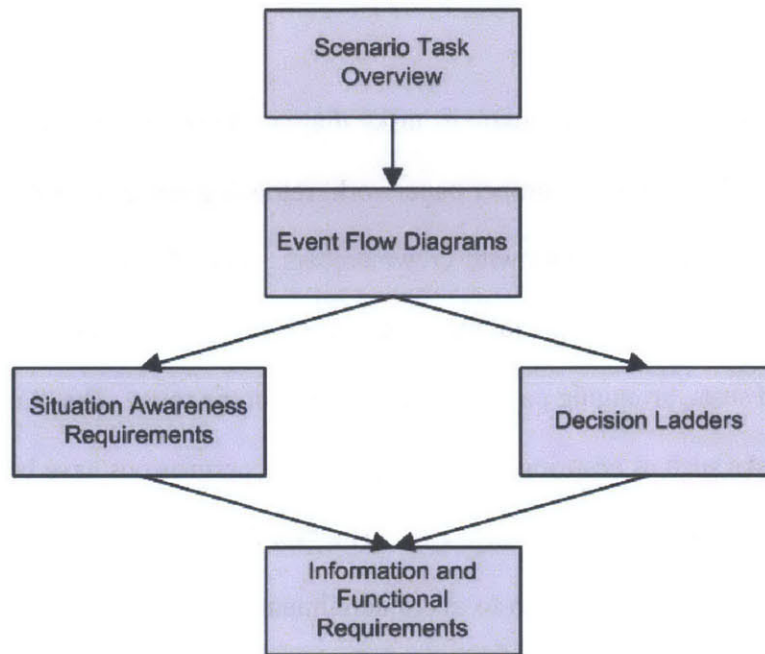 Scenario Task
Overview
Event Flow Diagrams
Situation Awareness
Requirements
Decision Ladders
Information and
Functional
Requirements